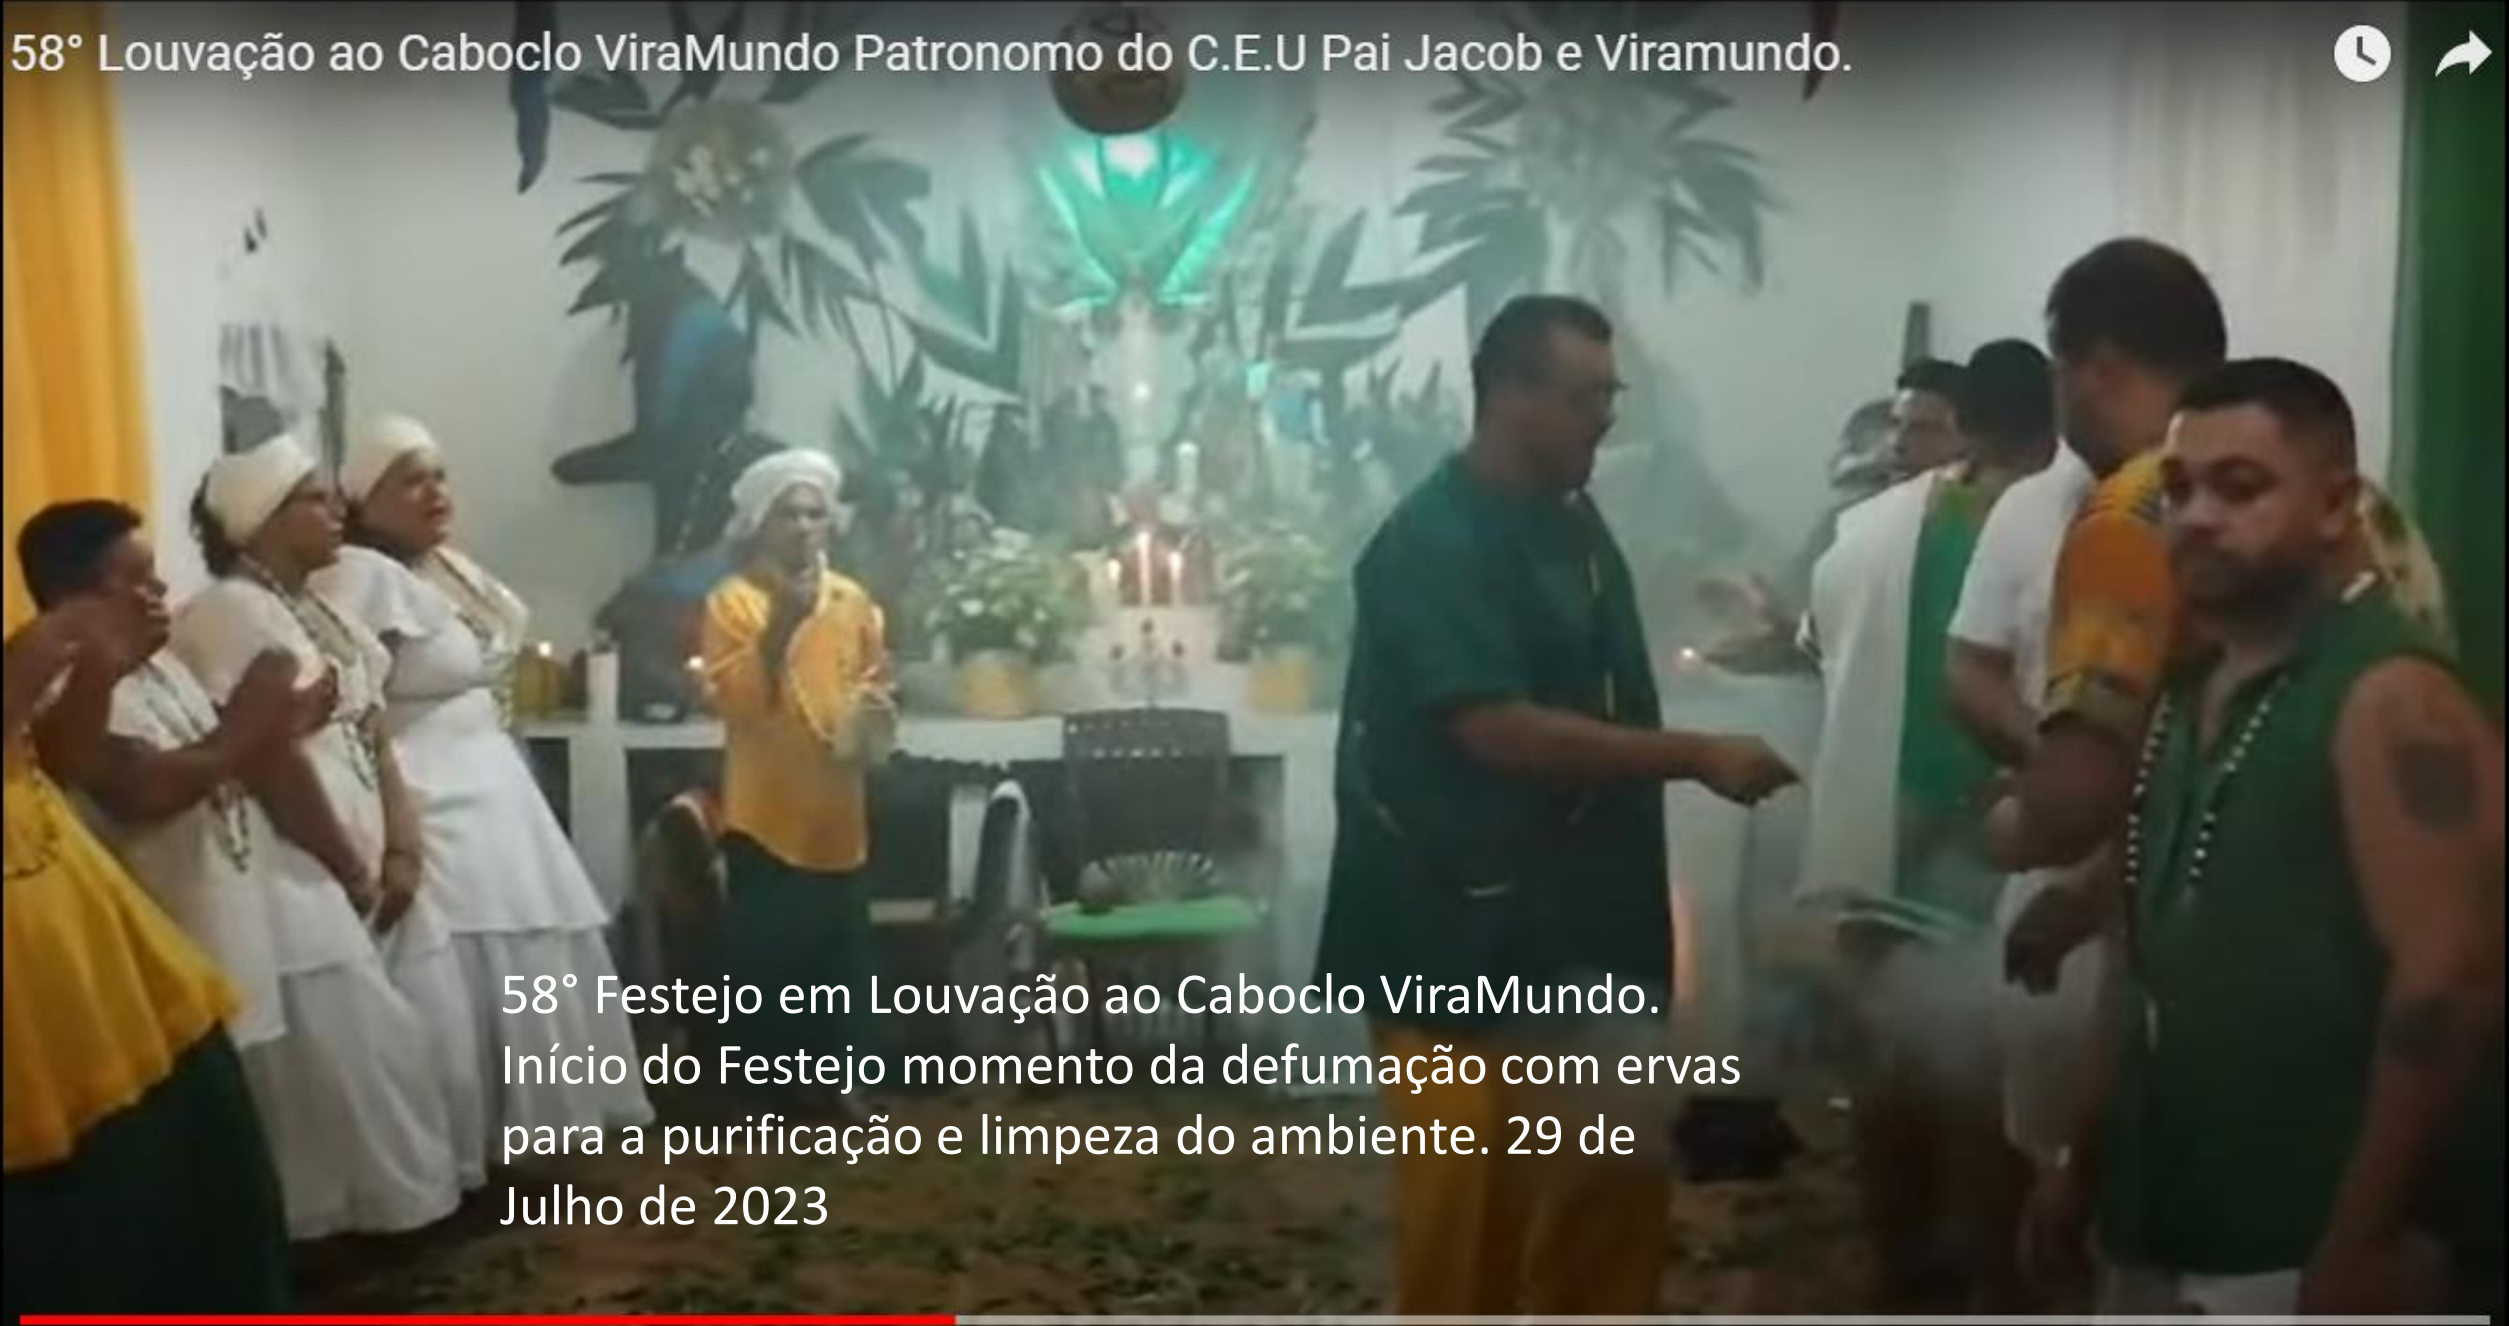 58° Louvação ao Caboclo ViraMundo Patronomo do C.E.U Pai Jacob e Viramundo.
58° Festejo em Louvação ao Caboclo ViraMundo.
Início do Festejo momento da defumação com ervas
para a purificação e limpeza do ambiente. 29 de
Julho de 2023